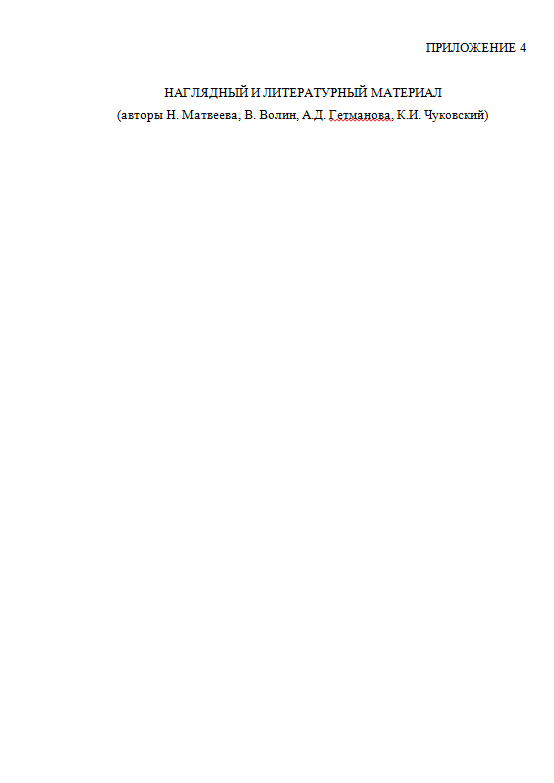 ПРИЛОЖЕНИЕ 4
НАГЛЯДНЫЙ И ЛИТЕРАТУРНЫЙ МАТЕРИАЛ
(авторы Н. Матвеева, В. Волин, А.Д. Гетманова, К.И. Чуковский)